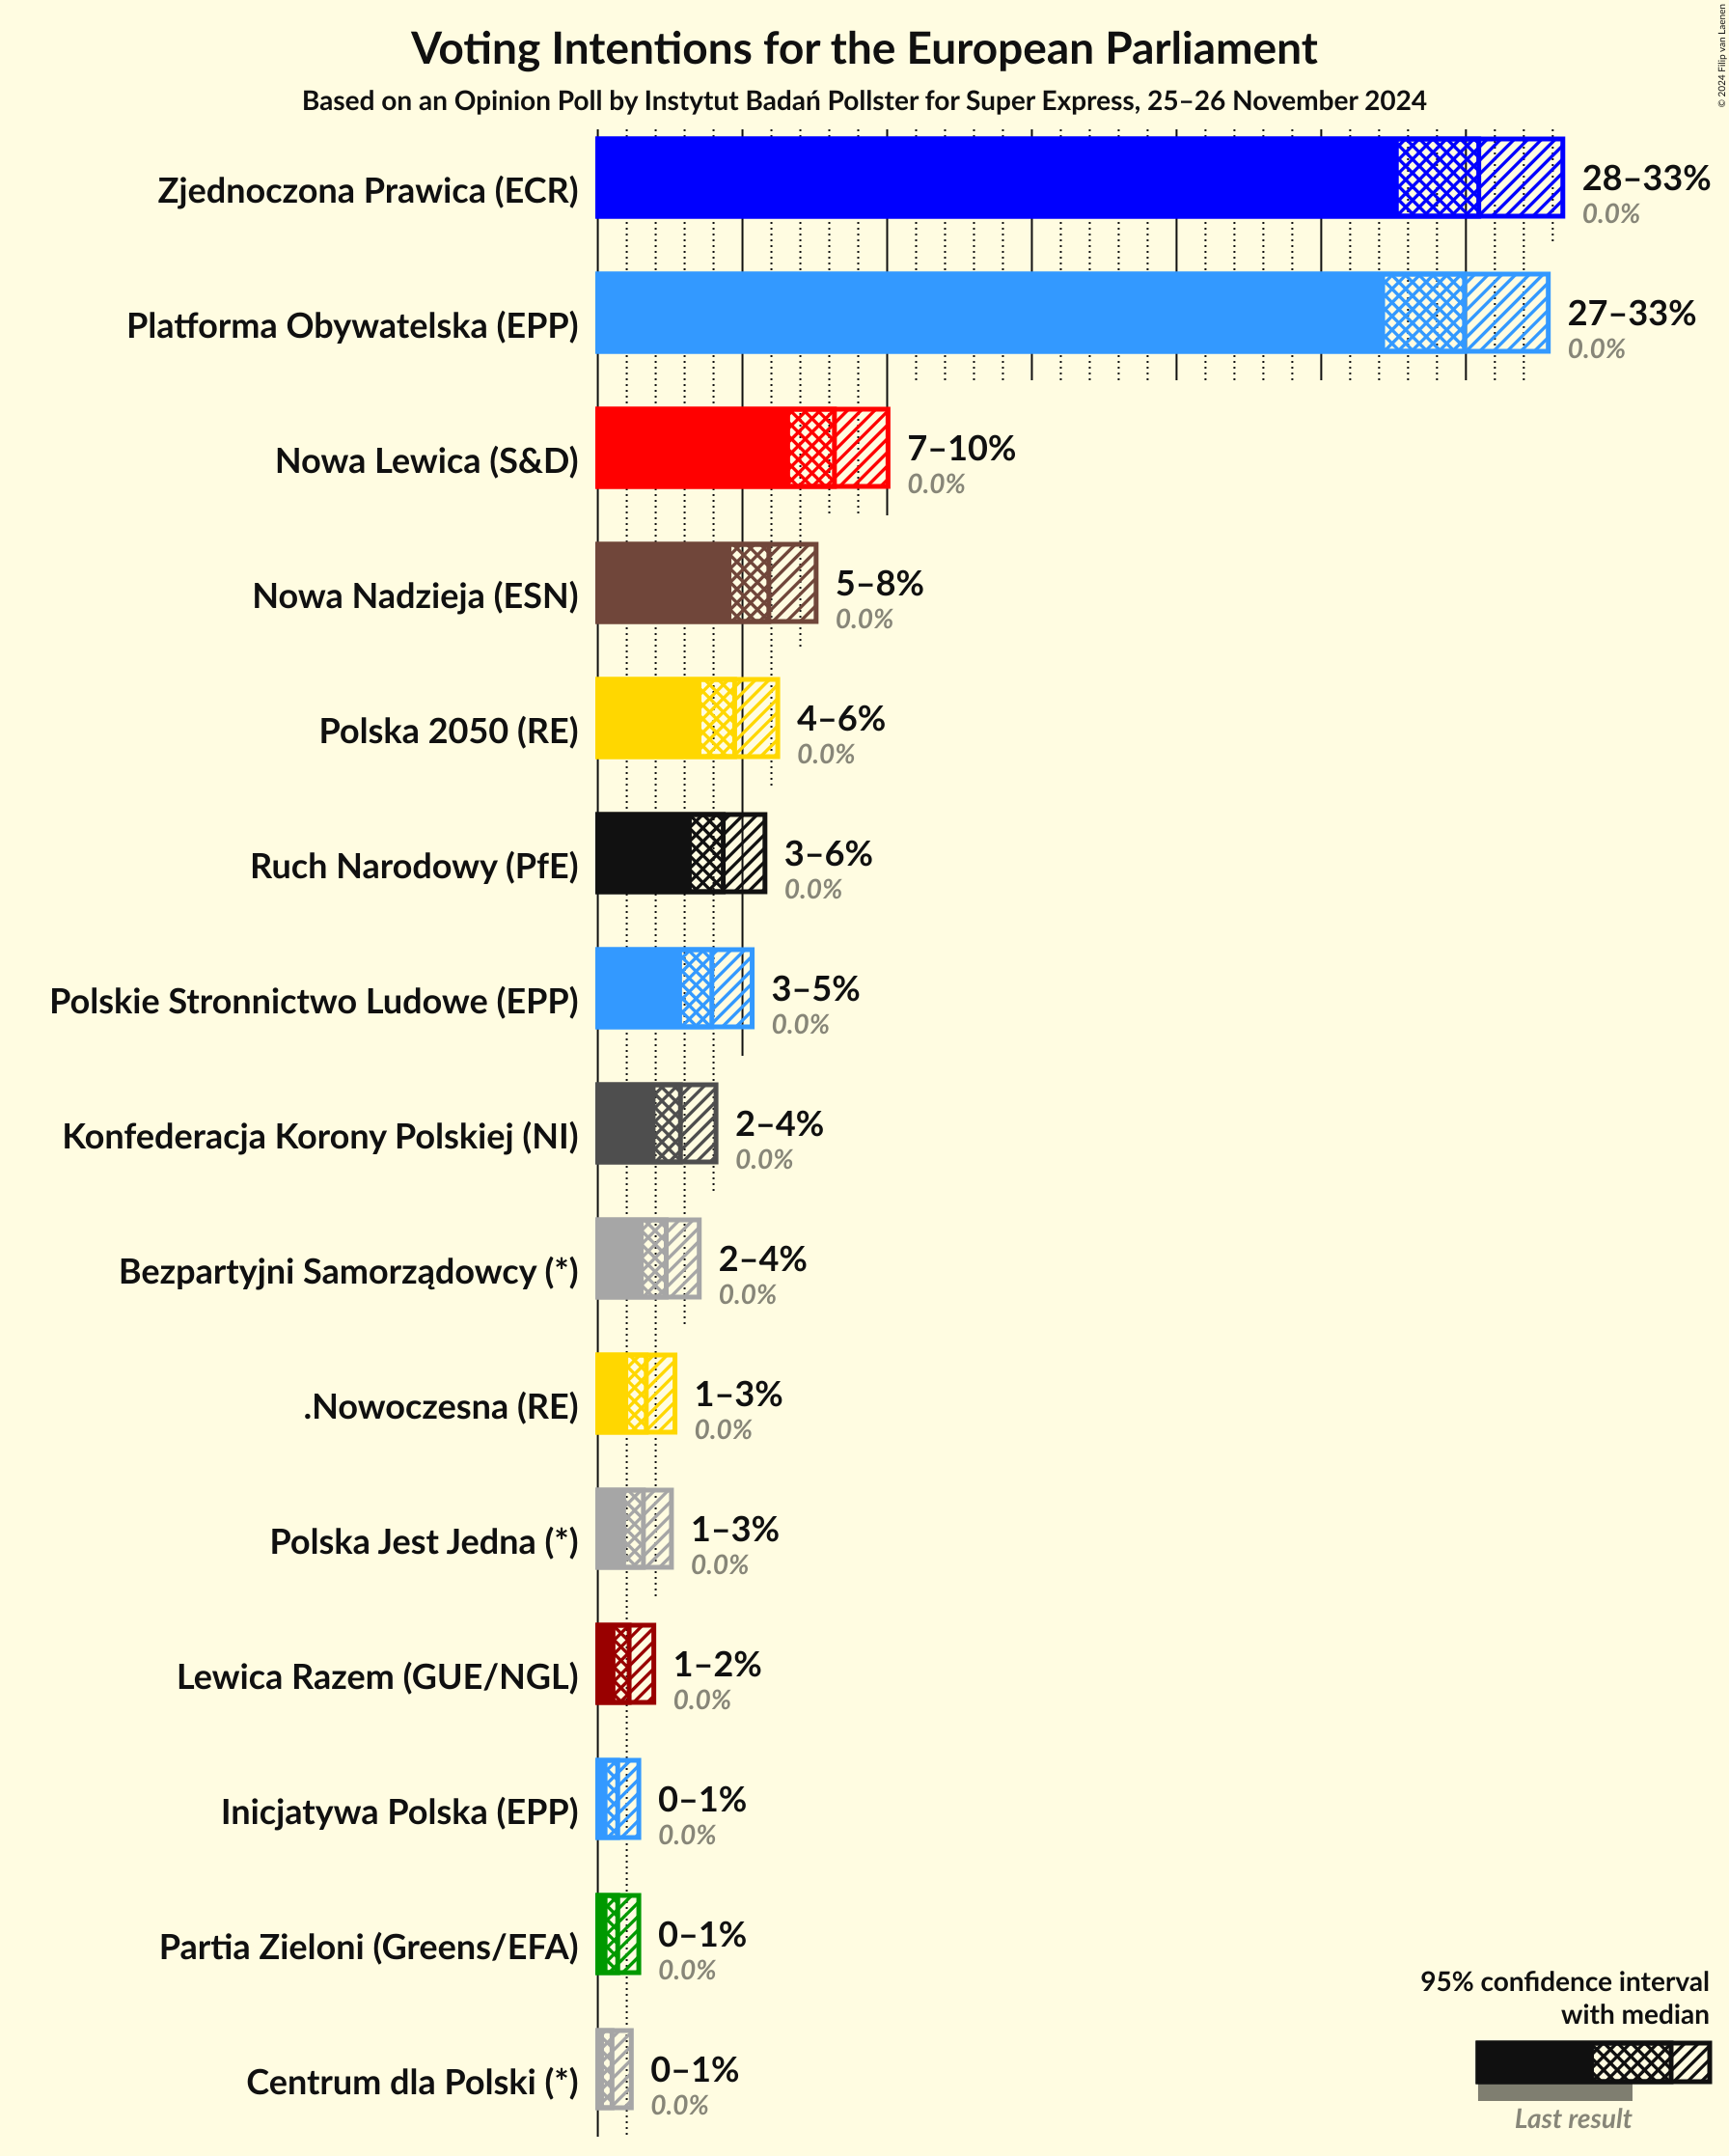 Voting Intentions for the European Parliament
Based on an Opinion Poll by Instytut Badań Pollster for Super Express, 25–26 November 2024
© 2024 Filip van Laenen
Zjednoczona Prawica (ECR)
28–33%
0.0%
Platforma Obywatelska (EPP)
27–33%
0.0%
Nowa Lewica (S&D)
7–10%
0.0%
Nowa Nadzieja (ESN)
5–8%
0.0%
Polska 2050 (RE)
4–6%
0.0%
Ruch Narodowy (PfE)
3–6%
0.0%
Polskie Stronnictwo Ludowe (EPP)
3–5%
0.0%
Konfederacja Korony Polskiej (NI)
2–4%
0.0%
Bezpartyjni Samorządowcy (*)
2–4%
0.0%
.Nowoczesna (RE)
1–3%
0.0%
Polska Jest Jedna (*)
1–3%
0.0%
Lewica Razem (GUE/NGL)
1–2%
0.0%
Inicjatywa Polska (EPP)
0–1%
0.0%
Partia Zieloni (Greens/EFA)
0–1%
0.0%
Centrum dla Polski (*)
0–1%
0.0%
95% confidence interval
with median
Last result